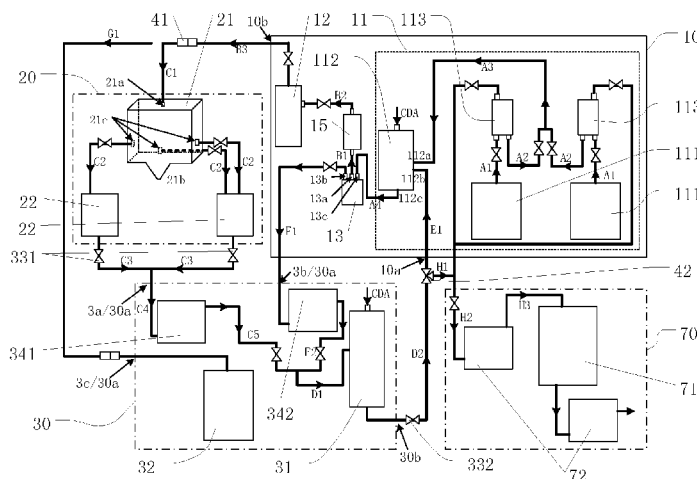 G1
41
B3
10b
12
11
113
10
20
21
C1
112
A3
21a
CDA
B2
113
21c
15
112a
21b
B1
112b
A1
A2
A2
A1
C2
C2
C2
13b
13a
13c
112c
111
22
22
A4
111
F1
13
E1
331
C3
C3
3b/30a
10a
H1
42
3a/30a
C4
CDA
H2
H3
70
341
C5
F2
D2
3c/30a
D1
71
342
30
32
31
30b
332
72